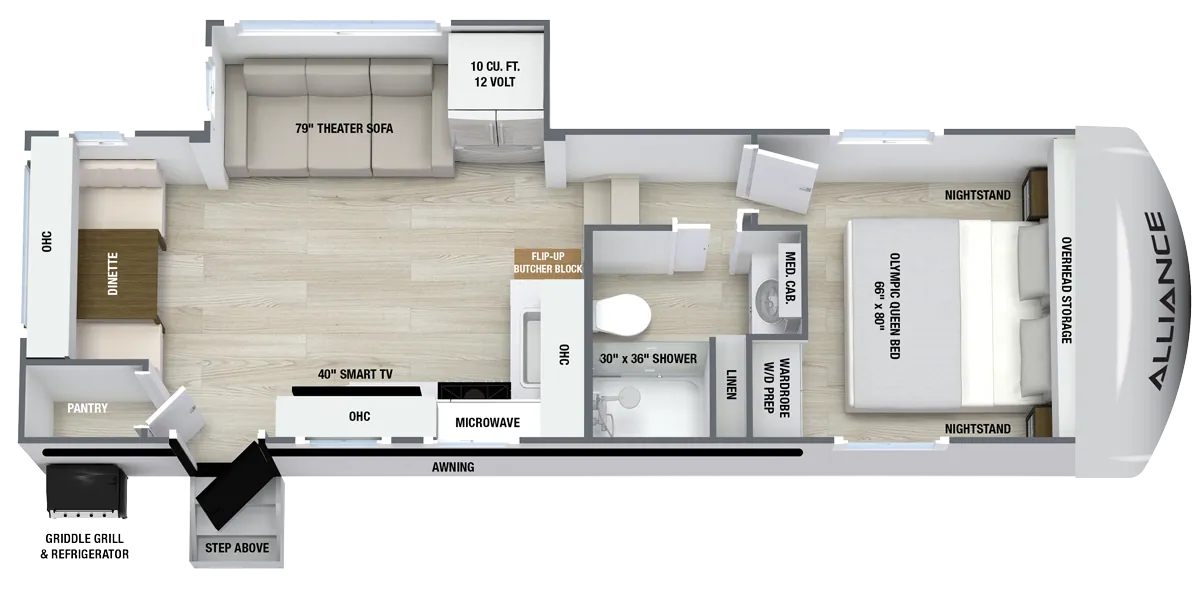 10 CU. FT.
12 VOLT
79" THEATER SOFA
OHC
DINETTE
FLIP-UP
BUTCHER BLOCK
OHC
40" SMART TV
OHC
MICROWAVE
PANTRY
MED. CAB.
30" x 36" SHOWER
LINEN
WARDROBE
W/D PREP
NIGHTSTAND
OLYMPIC QUEEN BED
66" x 80"
OVERHEAD STORAGE
NIGHTSTAND
ALLIANCE
AWNING
GRIDDLE GRILL
& REFRIGERATOR
STEP ABOVE